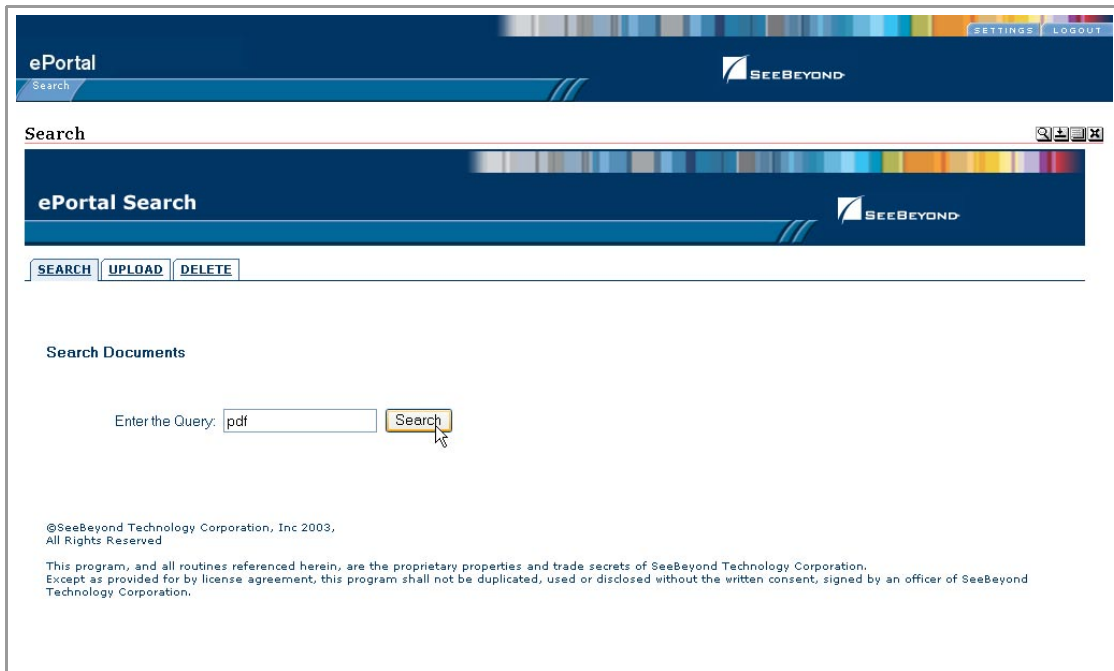 SETTINGS LOGOUT
ePortal
SEEBEYOND
Search
Search
ePortal Search
SEEBEYOND
SEARCH UPLOAD DELETE
Search Documents
Enter the Query: pdf Search
©SeeBeyond Technology Corporation, Inc 2003,
All Rights Reserved
This program, and all routines referenced herein, are the proprietary properties and trade secrets of SeeBeyond Technology Corporation.
Except as provided for by license agreement, this program shall not be duplicated, used or disclosed without the written consent, signed by an officer of SeeBeyond
Technology Corporation.